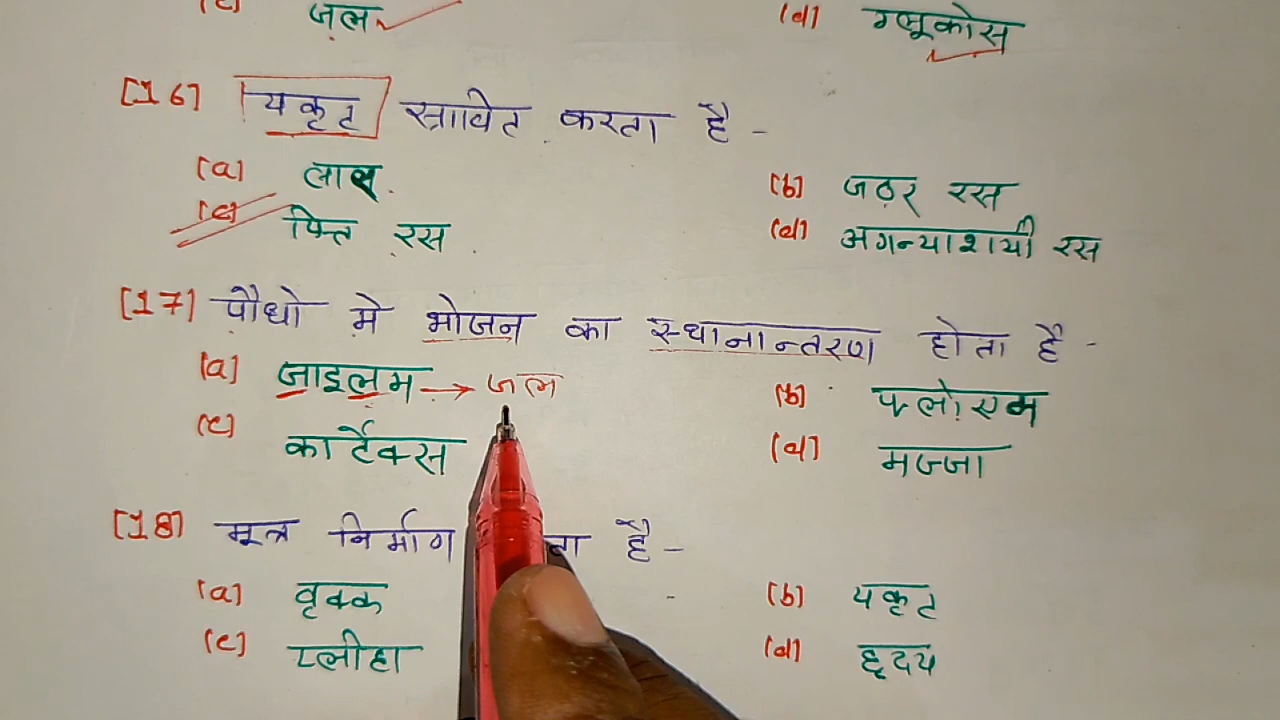 (c) जल (d) ग्लूकोस
[16] यकृत स्रावित करता है -
(a) लार (b) जठर रस
(c) पित्त रस (d) अगन्याशयी रस
[17] पौधो मे भोजन का स्थानान्तरण होता है -
(a) जाइलम → जल (b) फ्लोएम
(c) कार्टेक्स (d) मज्जा
[18] मूत्र निर्माण ता है -
(a) वृक्क (b) यकृत
(c) प्लीहा (d) हृदय